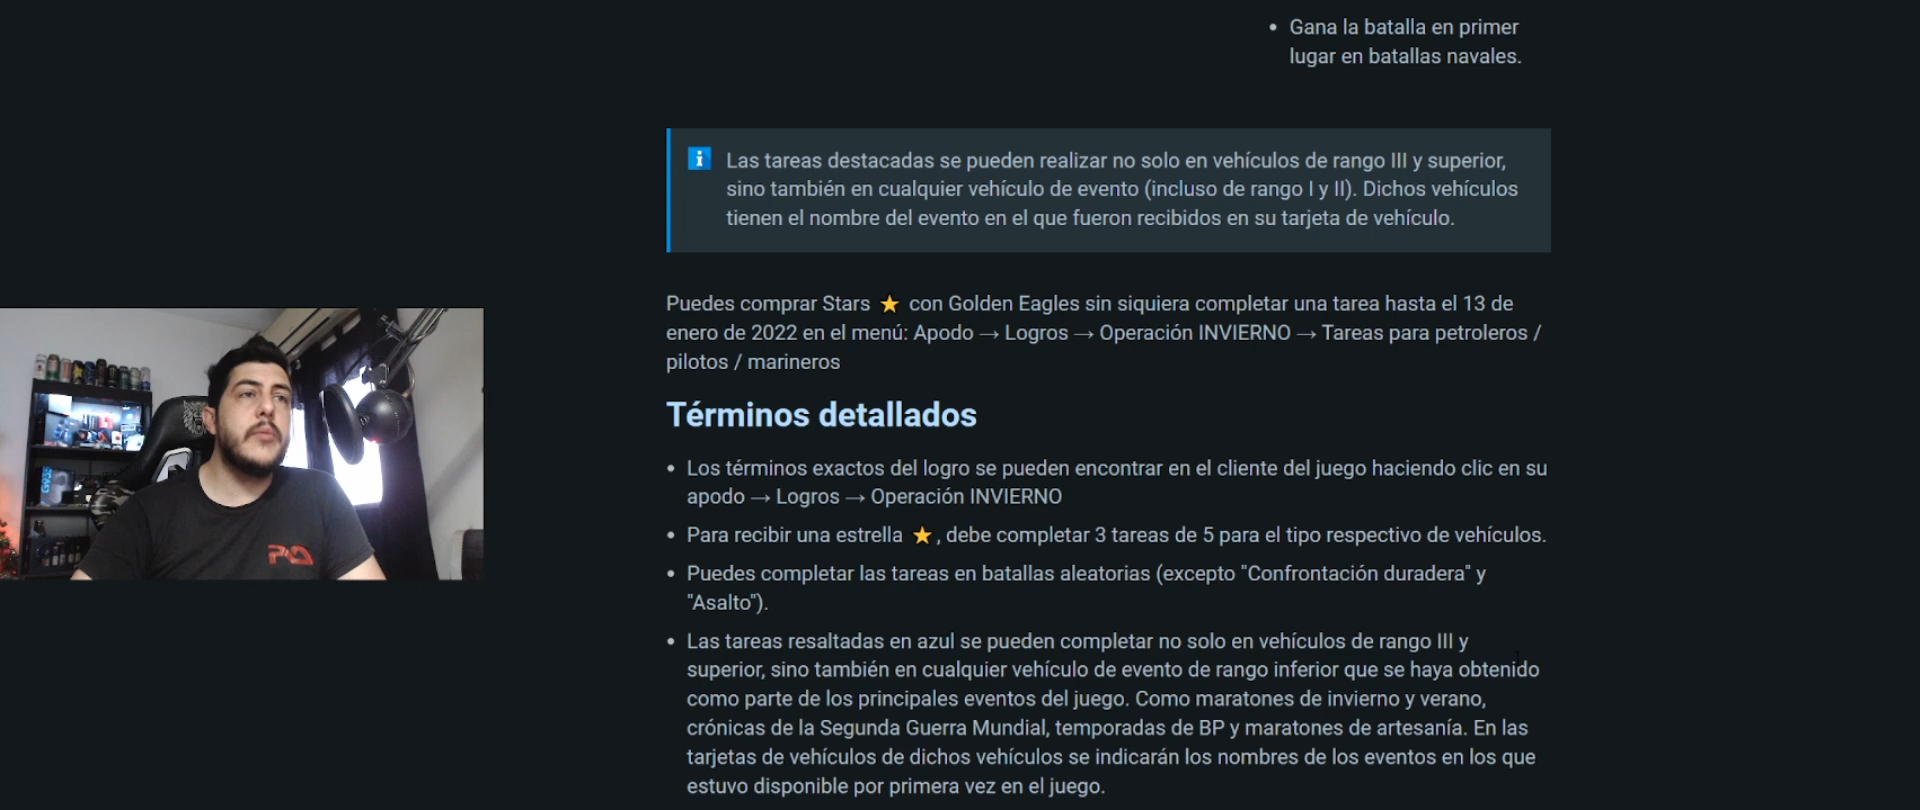 Gana la batalla en primer
lugar en batallas navales.
Las tareas destacadas se pueden realizar no solo en vehículos de rango III y superior,
sino también en cualquier vehículo de evento (incluso de rango I y II). Dichos vehículos
tienen el nombre del evento en el que fueron recibidos en su tarjeta de vehículo.
Puedes comprar Stars ⭐ con Golden Eagles sin siquiera completar una tarea hasta el 13 de
enero de 2022 en el menú: Apodo → Logros → Operación INVIERNO → Tareas para petroleros /
pilotos / marineros
Términos detallados
Los términos exactos del logro se pueden encontrar en el cliente del juego haciendo clic en su
apodo → Logros → Operación INVIERNO
Para recibir una estrella ⭐, debe completar 3 tareas de 5 para el tipo respectivo de vehículos.
Puedes completar las tareas en batallas aleatorias (excepto "Confrontación duradera" y
"Asalto").
Las tareas resaltadas en azul se pueden completar no solo en vehículos de rango III y
superior, sino también en cualquier vehículo de evento de rango inferior que se haya obtenido
como parte de los principales eventos del juego. Como maratones de invierno y verano,
crónicas de la Segunda Guerra Mundial, temporadas de BP y maratones de artesanía. En las
tarjetas de vehículos de dichos vehículos se indicarán los nombres de los eventos en los que
estuvo disponible por primera vez en el juego.
G935